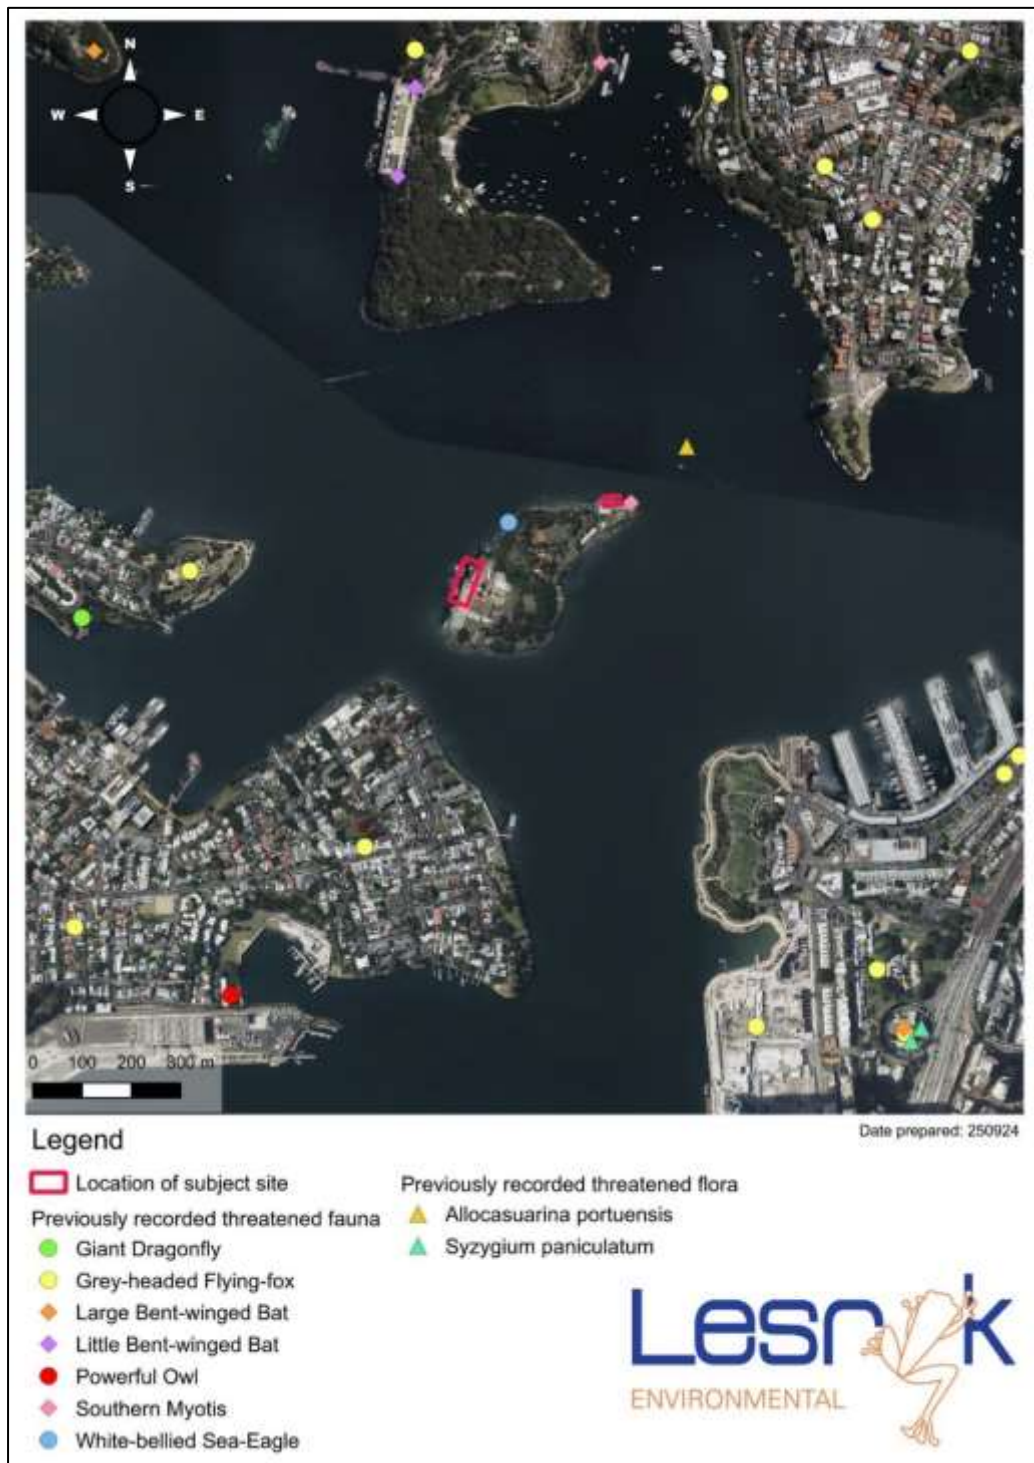 N
W E
S
0 100 200 300 m
Date prepared: 250924
Legend
Location of subject site
Previously recorded threatened fauna
Giant Dragonfly
Grey-headed Flying-fox
Large Bent-winged Bat
Little Bent-winged Bat
Powerful Owl
Southern Myotis
White-bellied Sea-Eagle
Previously recorded threatened flora
Allocasuarina portuensis
Syzygium paniculatum
Lesryk
ENVIRONMENTAL